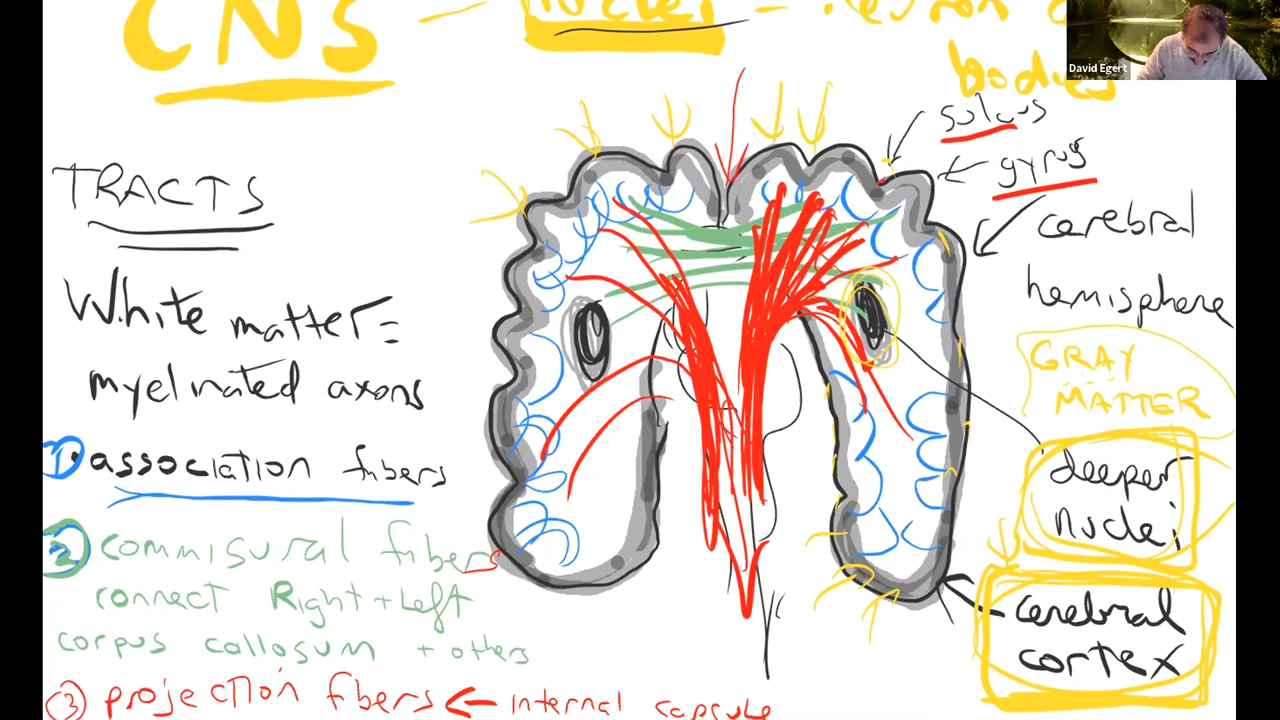 CNS - nuclei -
bodies
David Egert
sulcus
gyrus
cerebral
hemisphere
GRAY
MATTER
deeper
nuclei
cerebral
cortex
TRACTS
White matter=
myelinated axons
1) association fibers
2) commisural fibers
connect Right + Left
corpus collosum + others
(3) projection fibers ← internal capsule